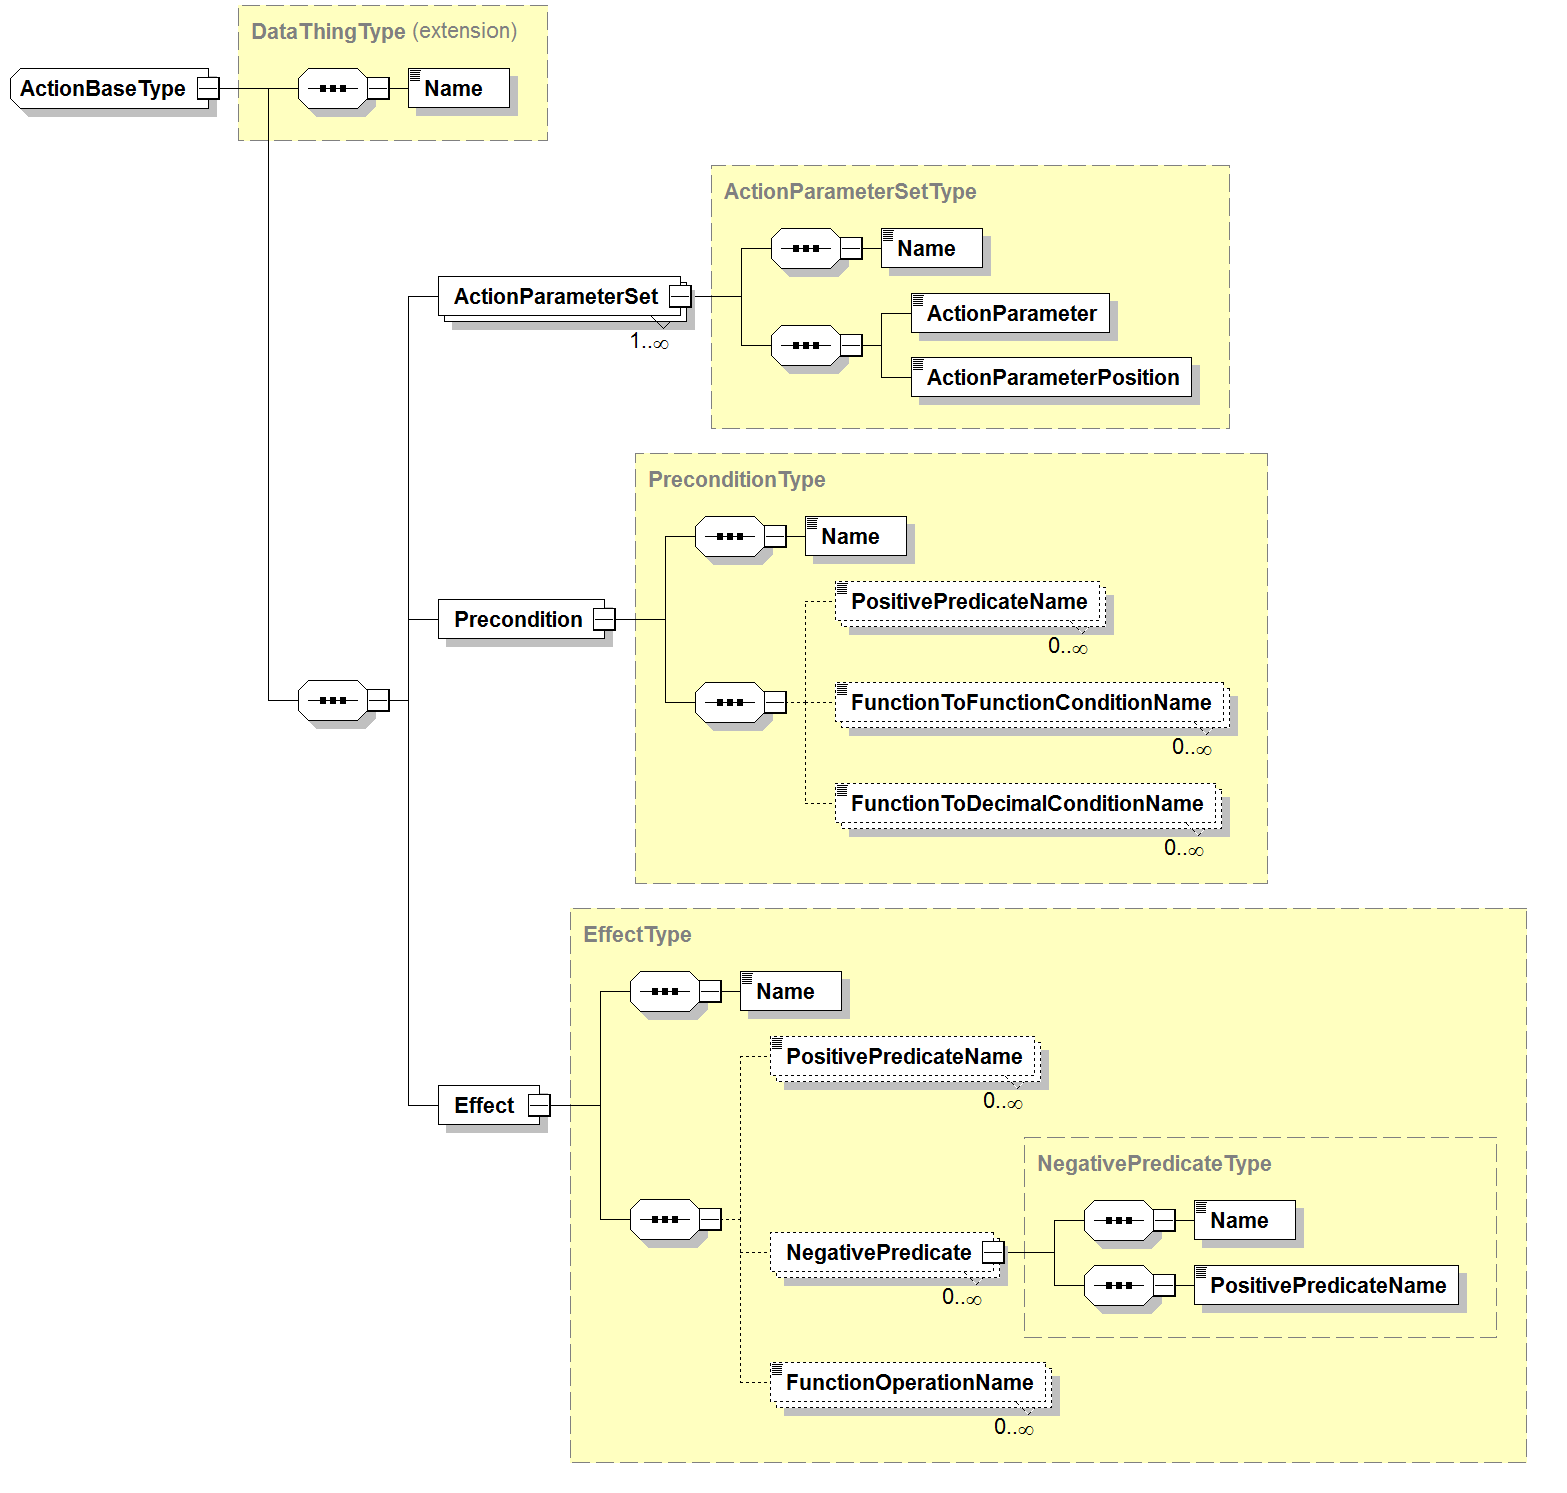 DataThingType (extension)
ActionBaseType
Name
ActionParameterSetType
Name
ActionParameterSet
1..∞
ActionParameter
ActionParameterPosition
PreconditionType
Name
PositivePredicateName
0..∞
Precondition
FunctionToFunctionConditionName
0..∞
FunctionToDecimalConditionName
0..∞
EffectType
Name
PositivePredicateName
0..∞
Effect
NegativePredicateType
Name
NegativePredicate
0..∞
PositivePredicateName
FunctionOperationName
0..∞